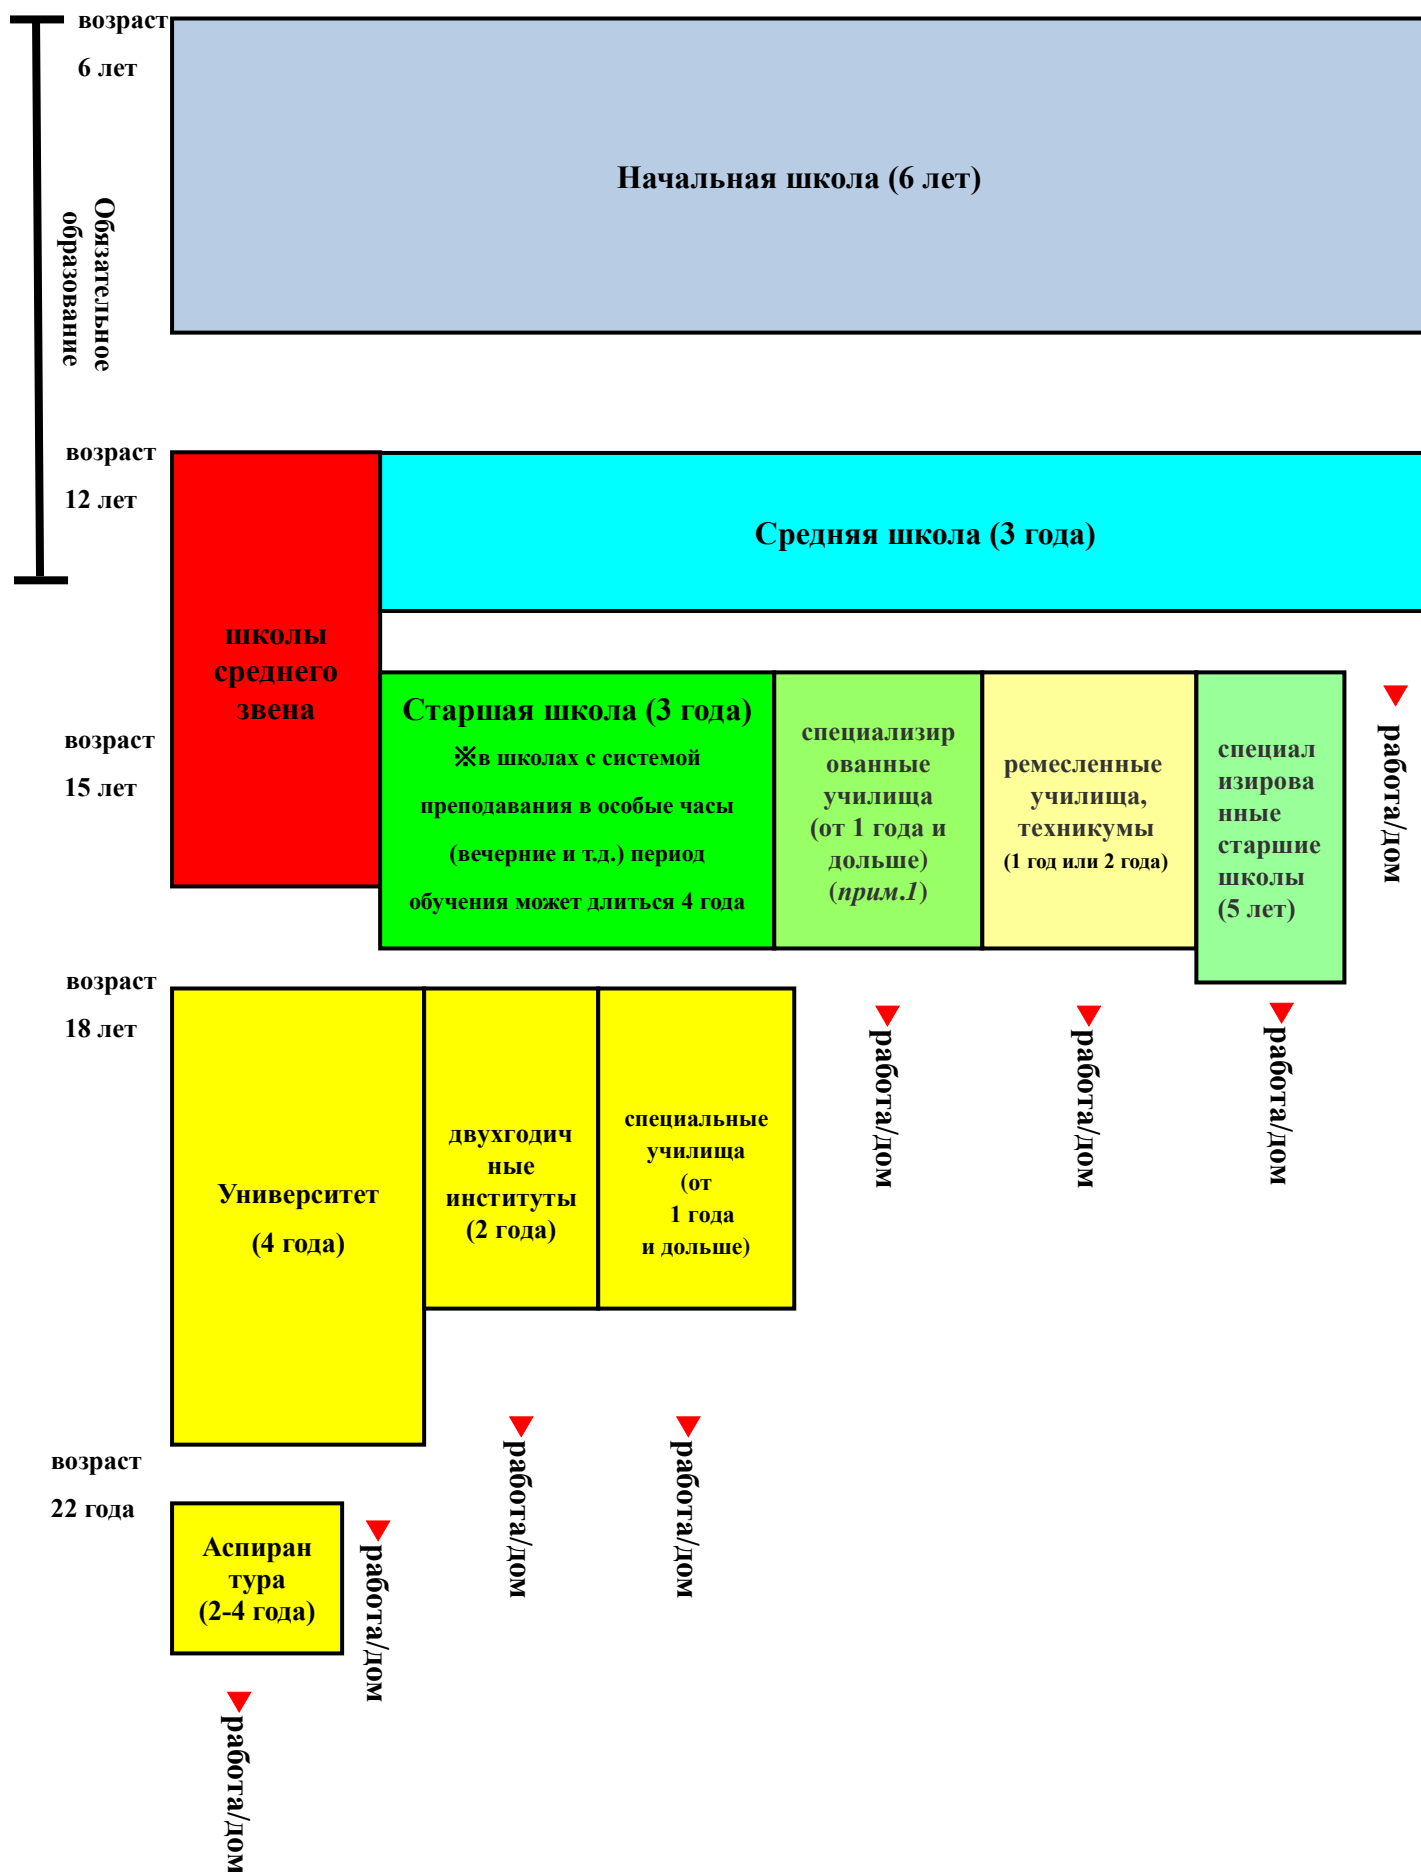 возраст
6 лет
Начальная школа (6 лет)
Обязательное
образование
возраст
12 лет
Средняя школа (3 года)
школы
среднего
звена
возраст
15 лет
Старшая школа (3 года)
※в школах с системой
преподавания в особые часы
(вечерние и т.д.) период
обучения может длиться 4 года
специализир
ованные
училища
(от 1 года и
дольше)
(прим.1)
ремесленные
училища,
техникумы
(1 год или 2 года)
специал
изирова
нные
старшие
школы
(5 лет)
работа/дом
возраст
18 лет
Университет
(4 года)
двухгодич
ные
институты
(2 года)
специальные
училища
(от
1 года
и дольше)
работа/дом
работа/дом
работа/дом
возраст
22 года
Аспиран
тура
(2-4 года)
работа/дом
работа/дом
работа/дом
работа/дом